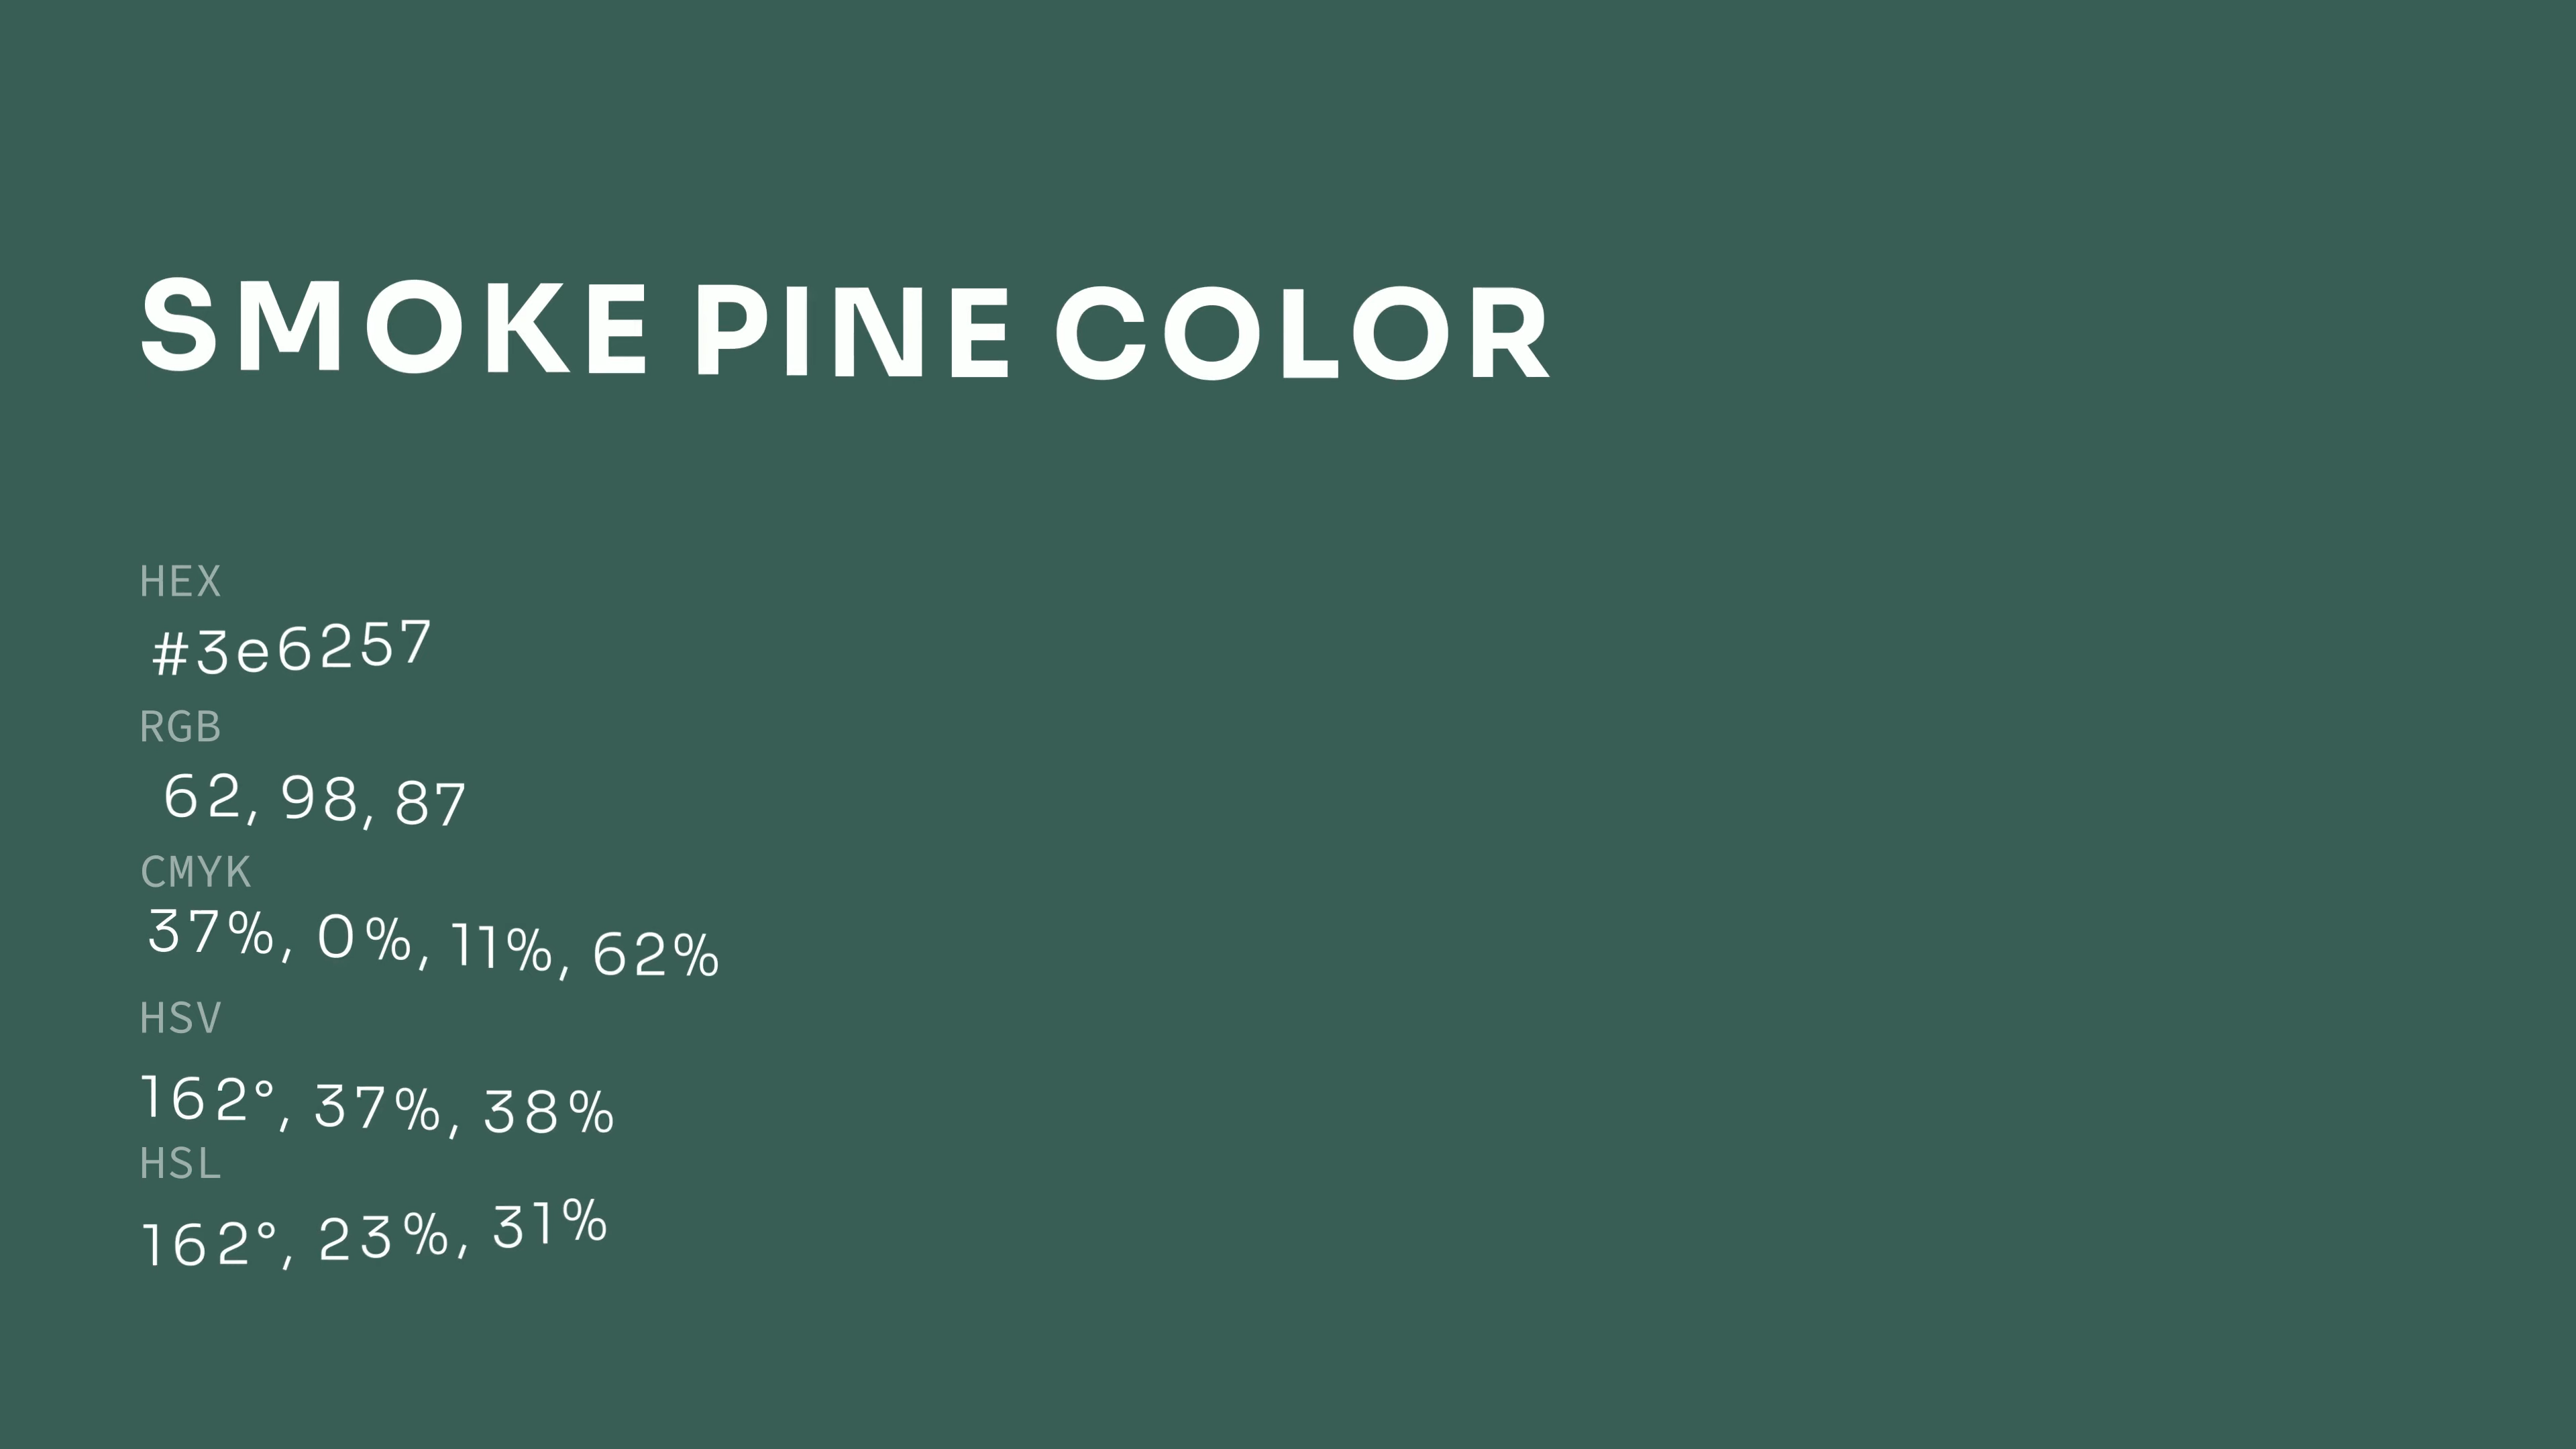 SMOKE PINE COLOR
HEX
#3e6257
RGB
62, 98, 87
CMYK
37%, 0%, 11%, 62%
HSV
162°, 37%, 38%
HSL
162°, 23%, 31%